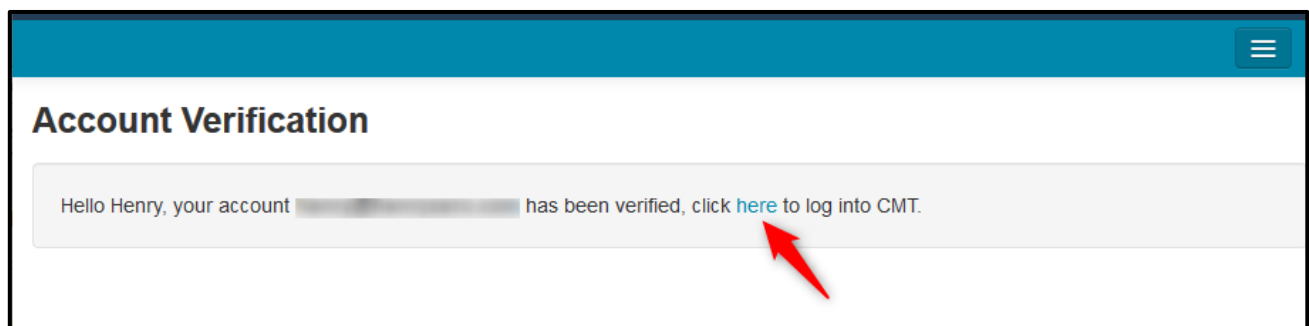 Account Verification
Hello Henry, your account has been verified, click here to log into CMT.